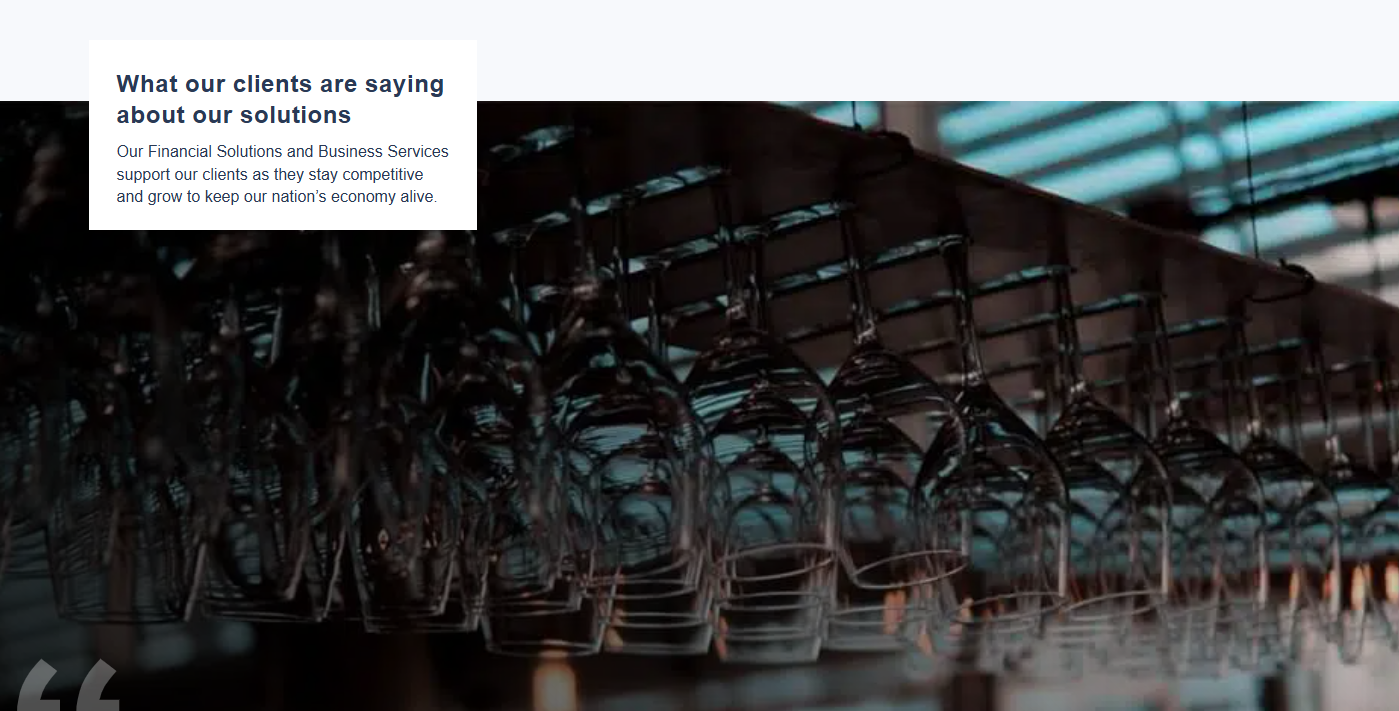 What our clients are saying
about our solutions
Our Financial Solutions and Business Services
support our clients as they stay competitive
and grow to keep our nation’s economy alive.
“